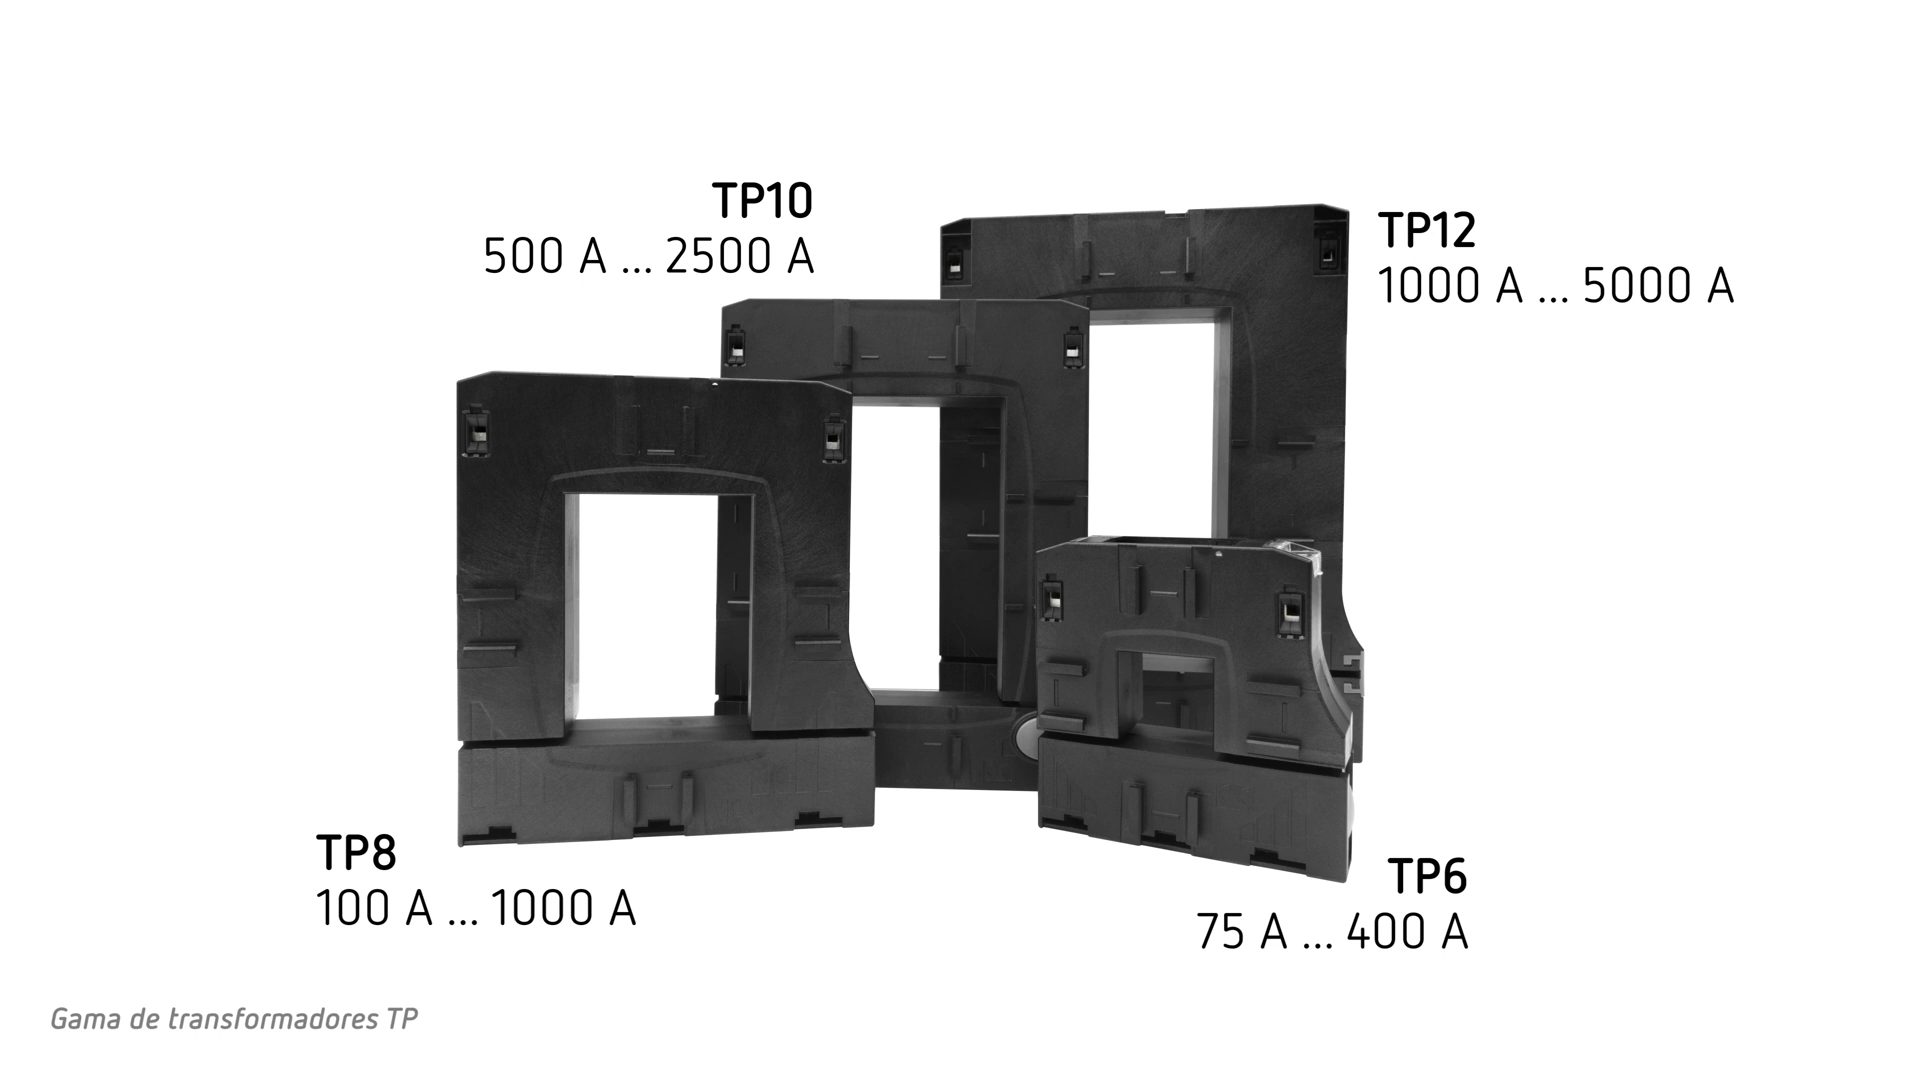 TP10
500 A ... 2500 A
TP12
1000 A ... 5000 A
TP8
100 A ... 1000 A
TP6
75 A ... 400 A
Gama de transformadores TP